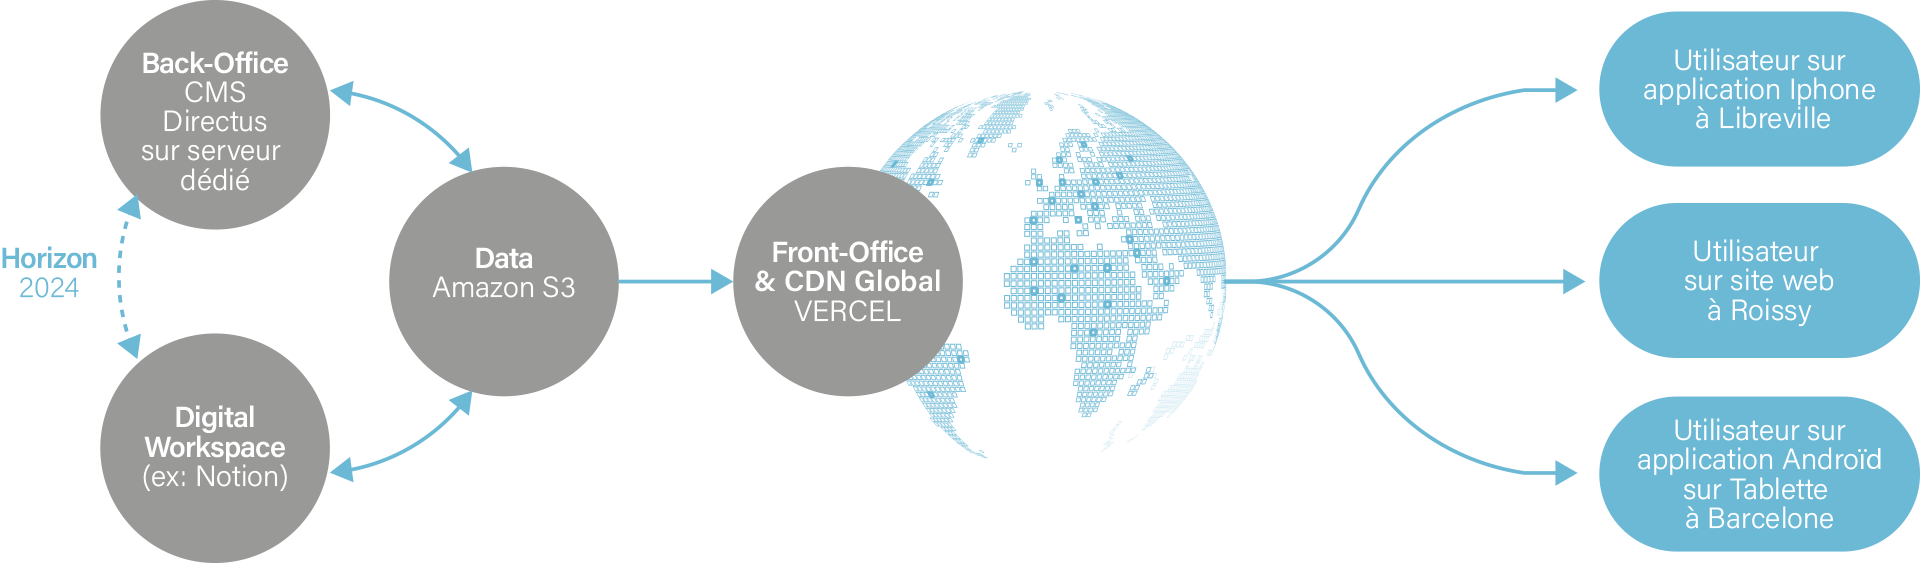 Back-Office
CMS
Directus
sur serveur
dédié
Horizon
2024
Digital
Workspace
(ex: Notion)
Data
Amazon S3
Front-Office
& CDN Global
VERCEL
Utilisateur sur
application Iphone
à Libreville
Utilisateur
sur site web
à Roissy
Utilisateur sur
application Androïd
sur Tablette
à Barcelone